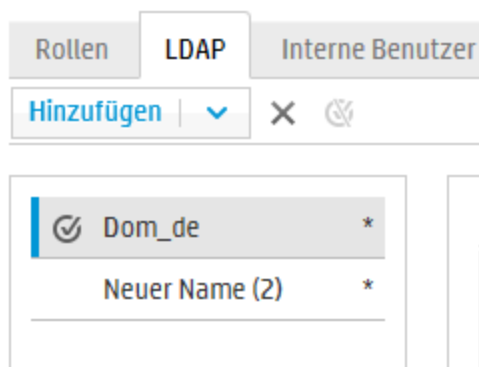 Rollen LDAP Interne Benutzer
Hinzufügen
Dom_de *
Neuer Name (2) *